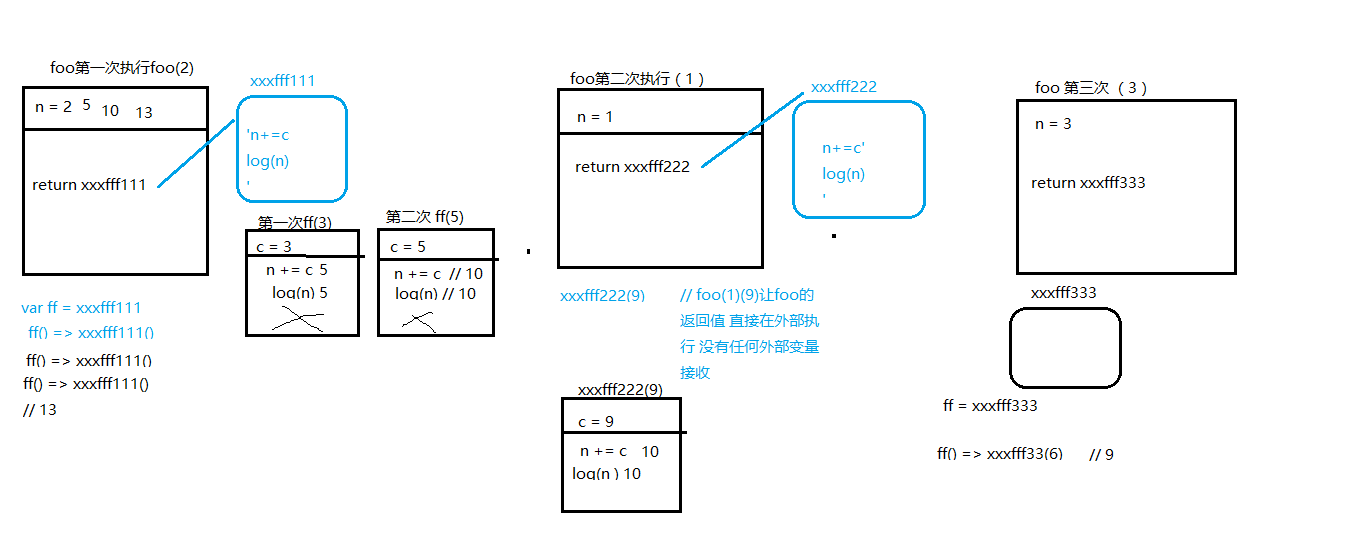 foo第一次执行foo(2)
n = 2 5 10 13
return xxxfff111
xxxfff111
'n+=c
log(n)
'
第一次ff(3)
c = 3
n += c 5
log(n) 5
第二次 ff(5)
c = 5
n += c // 10
log(n) // 10
var ff = xxxfff111
ff() => xxxfff111()
ff() => xxxfff111()
ff() => xxxfff111()
// 13
foo第二次执行（1）
n = 1
return xxxfff222
xxxfff222
n+=c'
log(n)
'
xxxfff222(9)
// foo(1)(9)让foo的
返回值 直接在外部执
行 没有任何外部变量
接收
xxxfff222(9)
c = 9
n += c 10
log(n ) 10
foo 第三次 （3）
n = 3
return xxxfff333
xxxfff333
ff = xxxfff333
ff() => xxxfff33(6) // 9